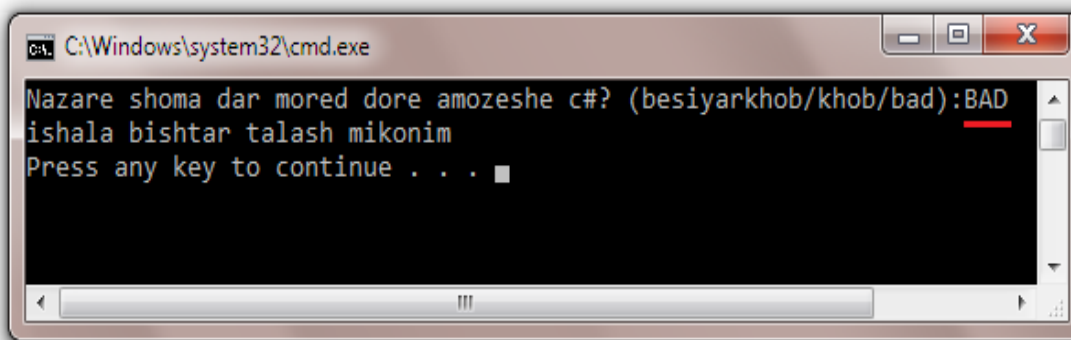 C:\Windows\system32\cmd.exe
Nazare shoma dar mored dore amozeshe c#? (besiyarkhob/khob/bad):BAD
ishala bishtar talash mikonim
Press any key to continue . . .